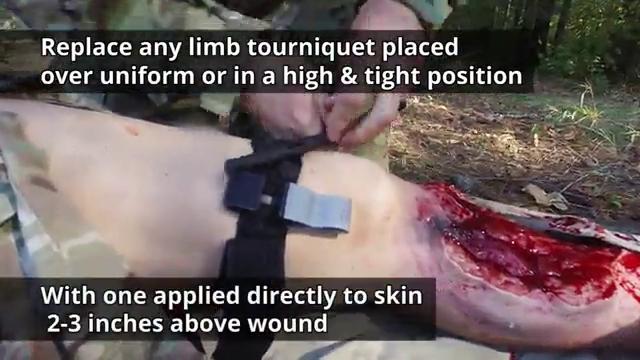 Replace any limb tourniquet placed
over uniform or in a high & tight position
With one applied directly to skin
2-3 inches above wound